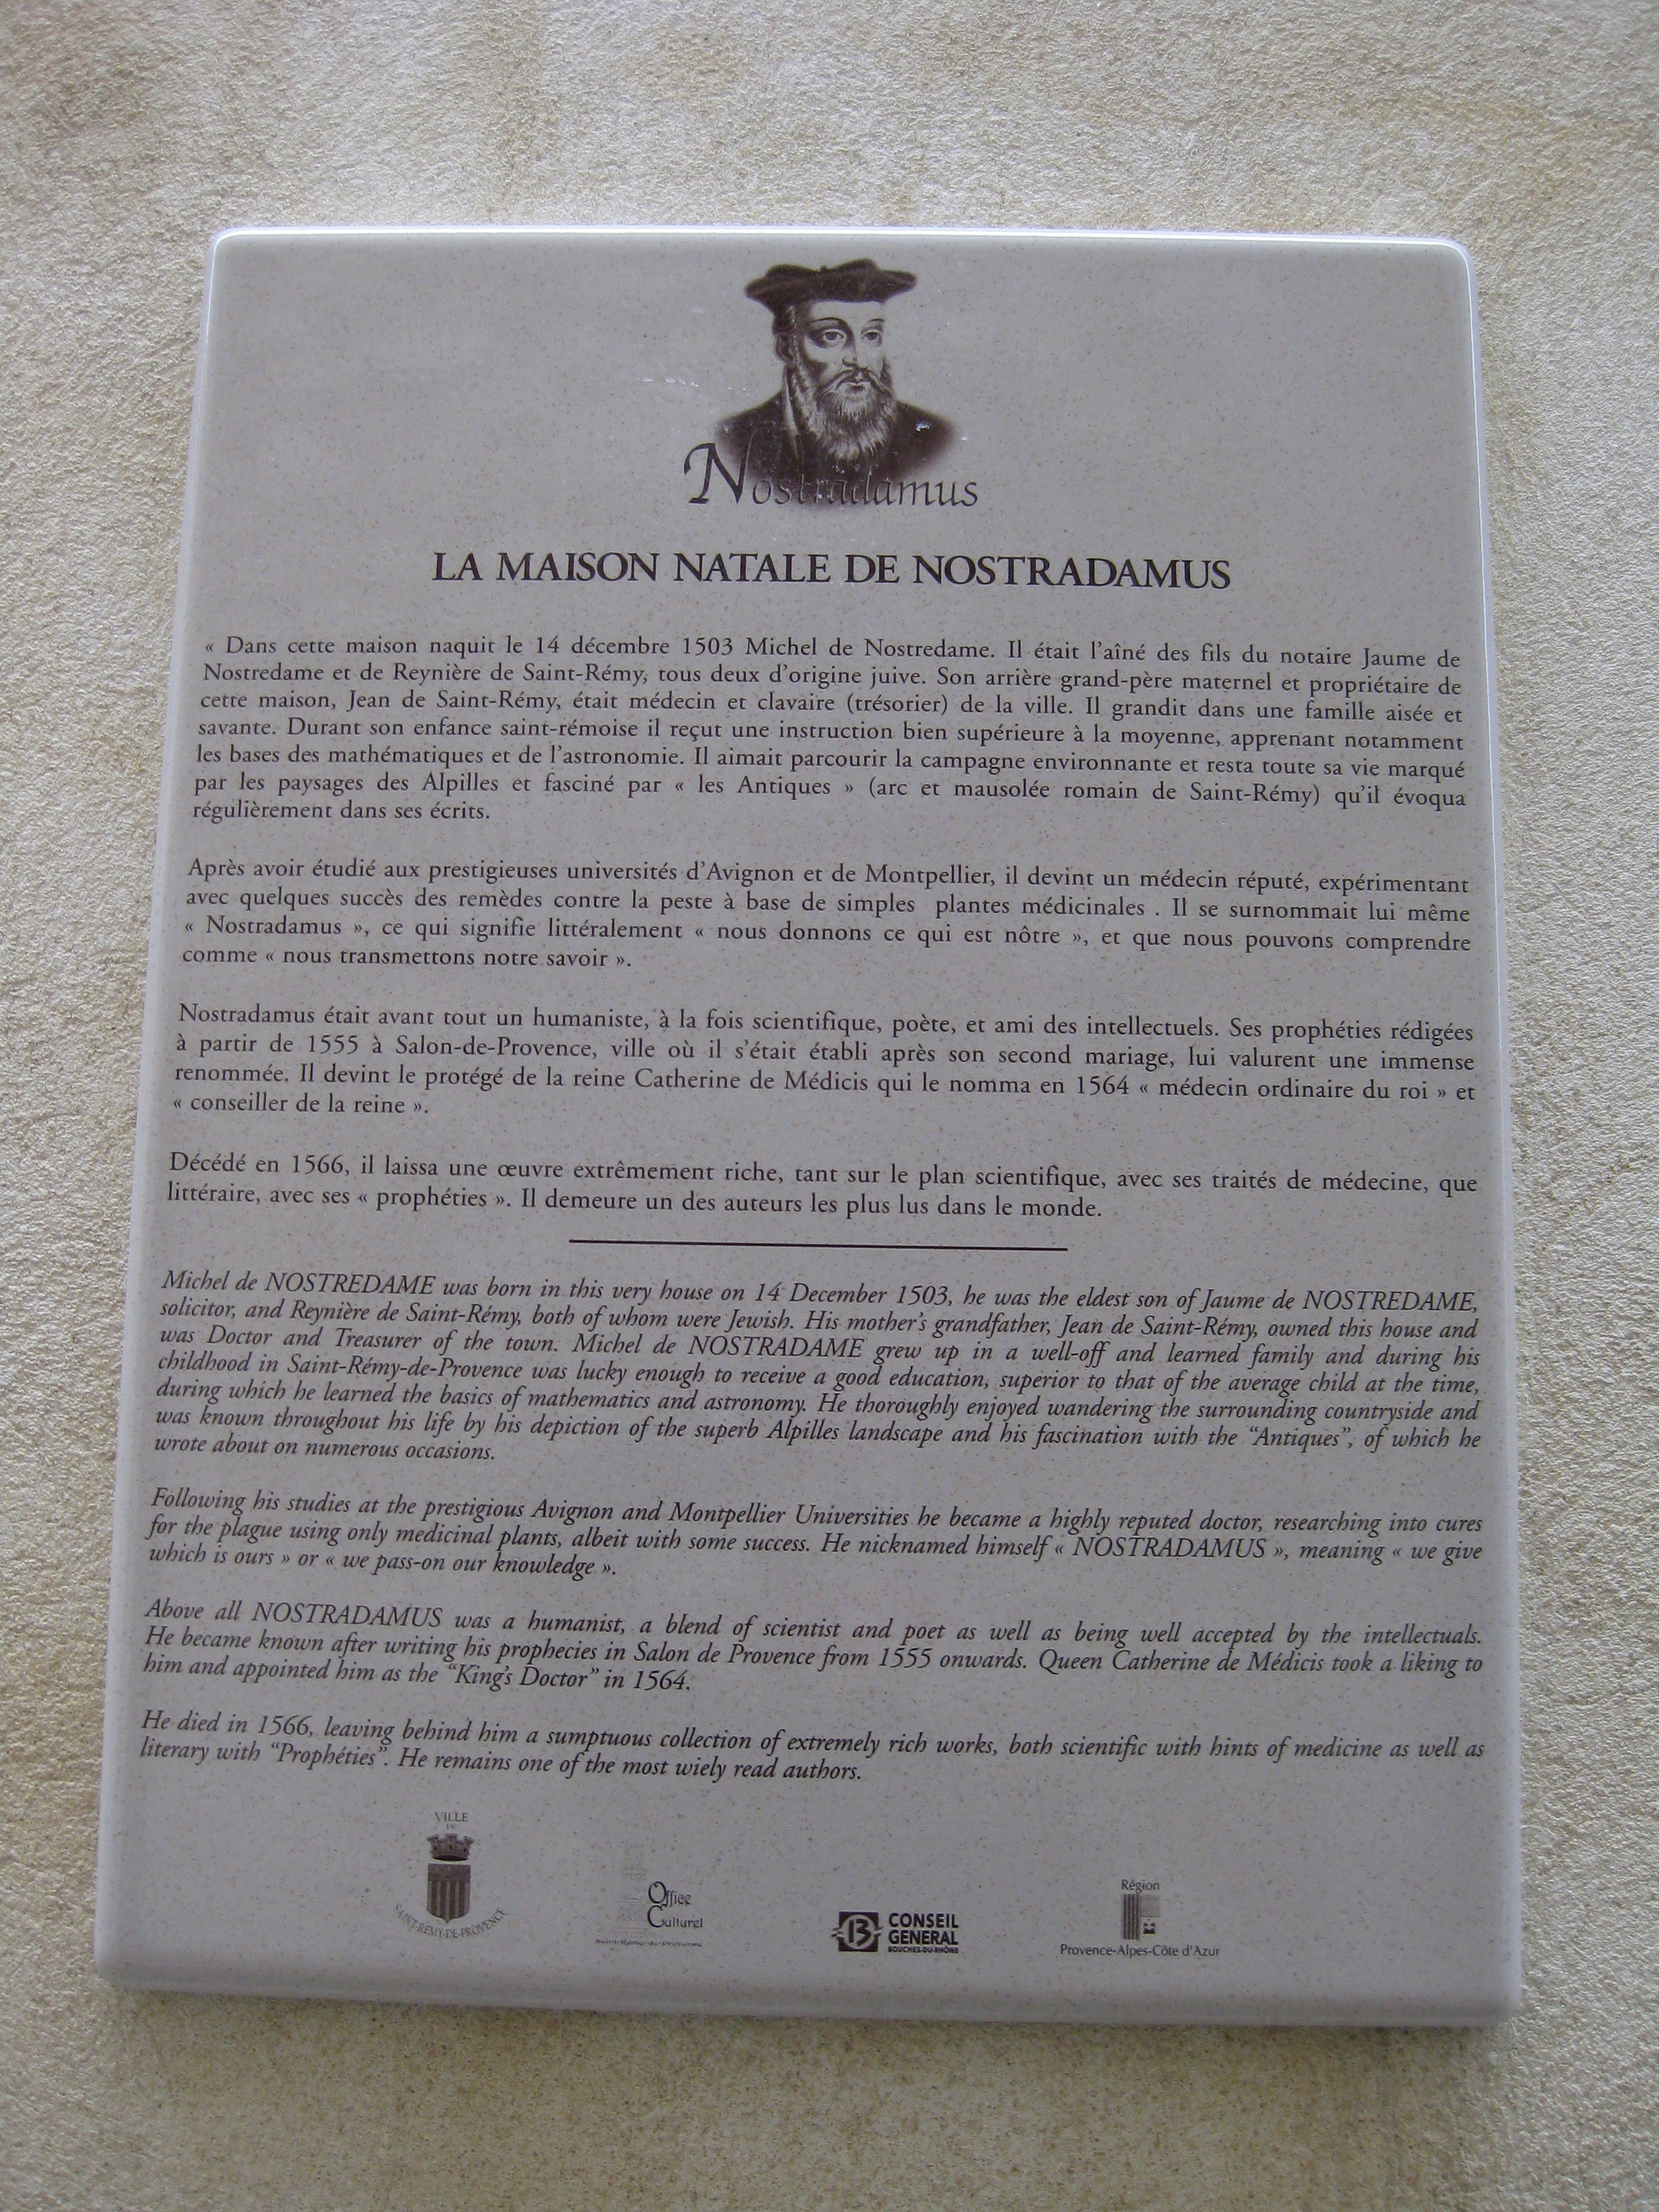 Nostradamus
LA MAISON NATALE DE NOSTRADAMUS
« Dans cette maison naquit le 14 décembre 1503 Michel de Nostredame. Il était l'aîné des fils du notaire Jaume de
Nostredame et de Reynière de Saint-Rémy, tous deux d'origine juive. Son arrière grand-père maternel et propriétaire de
cette maison, Jean de Saint-Rémy, était médecin et clavaire (trésorier) de la ville. Il grandit dans une famille aisée et
savante. Durant son enfance saint-rémoise il reçut une instruction bien supérieure à la moyenne, apprenant notamment
les bases des mathématiques et de l'astronomie. Il aimait parcourir la campagne environnante et resta toute sa vie marqué
par les paysages des Alpilles et fasciné par « les Antiques » (arc et mausolée romain de Saint-Rémy) qu'il évoqua
régulièrement dans ses écrits.
Après avoir étudié aux prestigieuses universités d'Avignon et de Montpellier, il devint un médecin réputé, expérimentant
avec quelques succès des remèdes contre la peste à base de simples plantes médicinales . Il se surnommait lui même
« Nostradamus », ce qui signifie littéralement « nous donnons ce qui est nôtre », et que nous pouvons comprendre
comme « nous transmettons notre savoir ».
Nostradamus était avant tout un humaniste, à la fois scientifique, poète, et ami des intellectuels. Ses prophéties rédigées
à partir de 1555 à Salon-de-Provence, ville où il s'était établi après son second mariage, lui valurent une immense
renommée. Il devint le protégé de la reine Catherine de Médicis qui le nomma en 1564 « médecin ordinaire du roi » et
« conseiller de la reine ».
Décédé en 1566, il laissa une œuvre extrêmement riche, tant sur le plan scientifique, avec ses traités de médecine, que
littéraire, avec ses « prophéties ». Il demeure un des auteurs les plus lus dans le monde.
Michel de NOSTREDAME was born in this very house on 14 December 1503, he was the eldest son of Jaume de NOSTREDAME,
solicitor, and Reynière de Saint-Rémy, both of whom were Jewish. His mother's grandfather, Jean de Saint-Rémy, owned this house and
was Doctor and Treasurer of the town. Michel de NOSTRADAME grew up in a well-off and learned family and during his
childhood in Saint-Rémy-de-Provence was lucky enough to receive a good education, superior to that of the average child at the time,
during which he learned the basics of mathematics and astronomy. He thoroughly enjoyed wandering the surrounding countryside and
was known throughout his life by his depiction of the superb Alpilles landscape and his fascination with the “Antiques”, of which he
wrote about on numerous occasions.
Following his studies at the prestigious Avignon and Montpellier Universities he became a highly reputed doctor, researching into cures
for the plague using only medicinal plants, albeit with some success. He nicknamed himself « NOSTRADAMUS », meaning « we give
which is ours » or « we pass-on our knowledge ».
Above all NOSTRADAMUS was a humanist, a blend of scientist and poet as well as being well accepted by the intellectuals.
He became known after writing his prophecies in Salon de Provence from 1555 onwards. Queen Catherine de Médicis took a liking to
him and appointed him as the “King's Doctor” in 1564.
He died in 1566, leaving behind him a sumptuous collection of extremely rich works, both scientific with hints of medicine as well as
literary with “Prophéties”. He remains one of the most wiely read authors.
VILLE
DE
SAINT-REMY-DE-PROVENCE
Office
Culturel
Saint-Rémy-de-Provence
13 CONSEIL
GENERAL
BOUCHES-DU-RHÔNE
Région
Provence-Alpes-Côte d'Azur